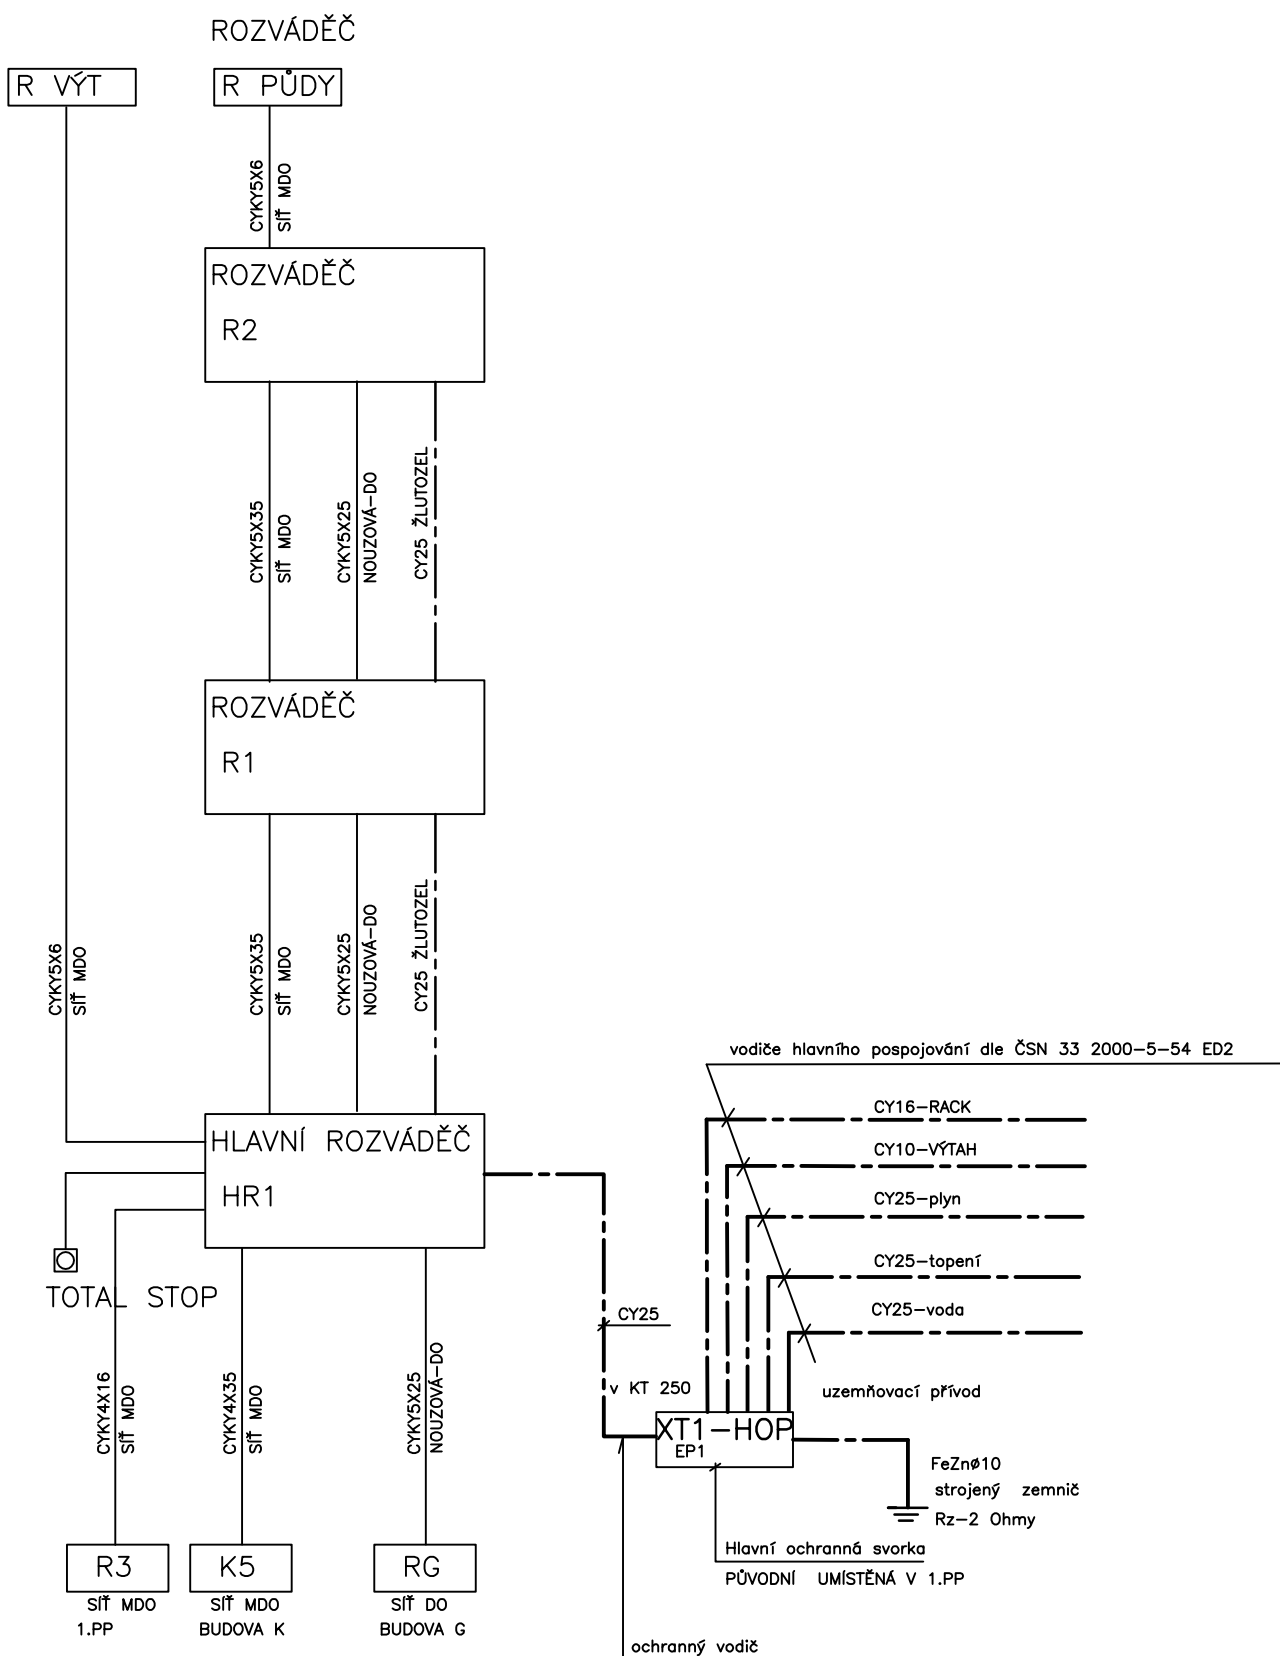 ROZVÁDĚČ
R VÝT
R PŮDY
CYKY5X6
SÍŤ MDO
ROZVÁDĚČ
R2
CYKY5X35
SÍŤ MDO
CYKY5X25
NOUZOVÁ-DO
CY25 ŽLUTOZEL
ROZVÁDĚČ
R1
CYKY5X6
SÍŤ MDO
CYKY5X35
SÍŤ MDO
CYKY5X25
NOUZOVÁ-DO
CY25 ŽLUTOZEL
vodiče hlavního pospojování dle ČSN 33 2000-5-54 ED2
CY16-RACK
CY10-VÝTAH
CY25-plyn
CY25-topení
CY25-voda
HLAVNÍ ROZVÁDĚČ
HR1
TOTAL STOP
CY25
v KT 250
uzemňovací přívod
XT1-HOP
EP1
CYKY4X16
SÍŤ MDO
CYKY4X35
SÍŤ MDO
CYKY5X25
NOUZOVÁ-DO
FeZnø10
strojený zemnič
Rz-2 Ohmy
Hlavní ochranná svorka
PŮVODNÍ UMÍSTĚNÁ V 1.PP
R3
SÍŤ MDO
1.PP
K5
SÍŤ MDO
BUDOVA K
RG
SÍŤ DO
BUDOVA G
ochranný vodič